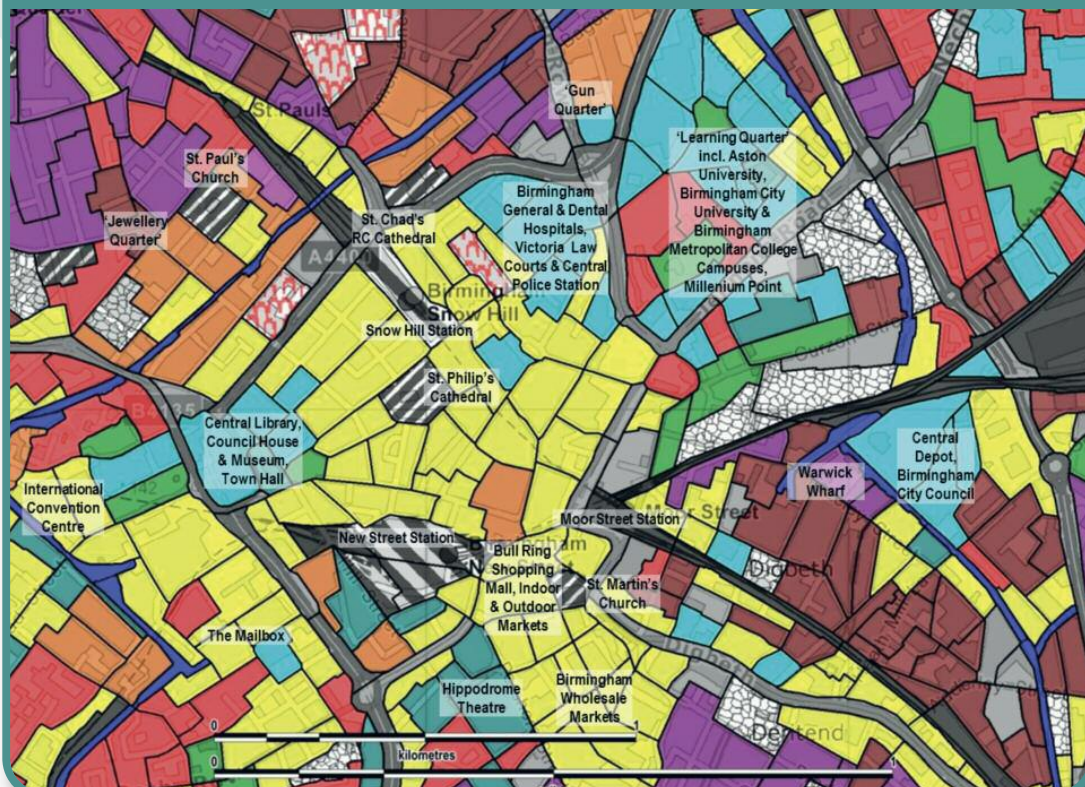 St Pauls
'Gun
Quarter'
St. Paul's
Church
'Jewellery
Quarter'
St. Chad's
RC Cathedral
A4400
Birmingham
General & Dental
Hospitals,
Victoria Law
Courts & Central
Police Station
'Learning Quarter'
incl. Aston
University,
Birmingham City
University &
Birmingham
Metropolitan College
Campuses,
Millenium Point
Birmingham
Snow Hill
Snow Hill Station
Curzon
St. Philip's
Cathedral
B4135
Central Library,
Council House
& Museum,
Town Hall
International
Convention
Centre
Warwick
Wharf
Central
Depot,
Birmingham
City Council
New Street Station
Moor Street Station
Moor Street
Bull Ring
Shopping
Mall, Indoor
& Outdoor
Markets
St. Martin's
Church
Digbeth
Digbeth
The Mailbox
Hippodrome
Theatre
Birmingham
Wholesale
Markets
Deritend
0 1
kilometres
0 1